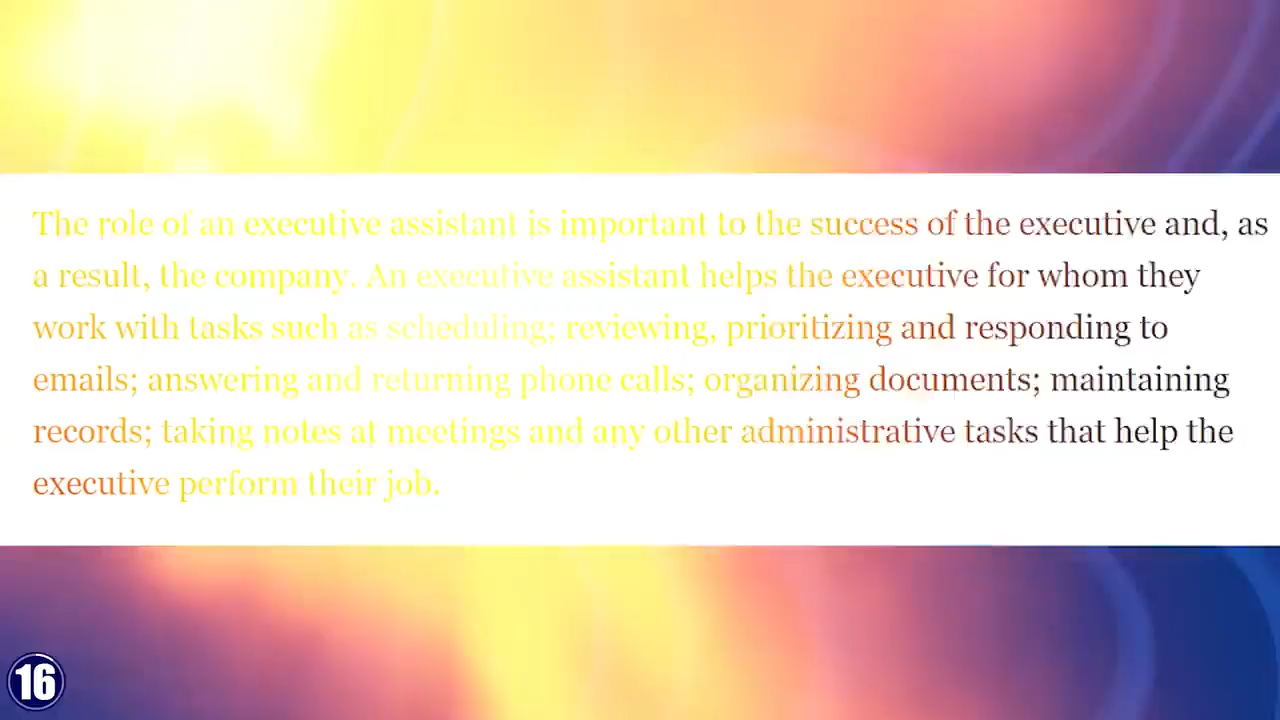 The role of an executive assistant is important to the success of the executive and, as
a result, the company. An executive assistant helps the executive for whom they
work with tasks such as scheduling; reviewing, prioritizing and responding to
emails; answering and returning phone calls; organizing documents; maintaining
records; taking notes at meetings and any other administrative tasks that help the
executive perform their job.
16